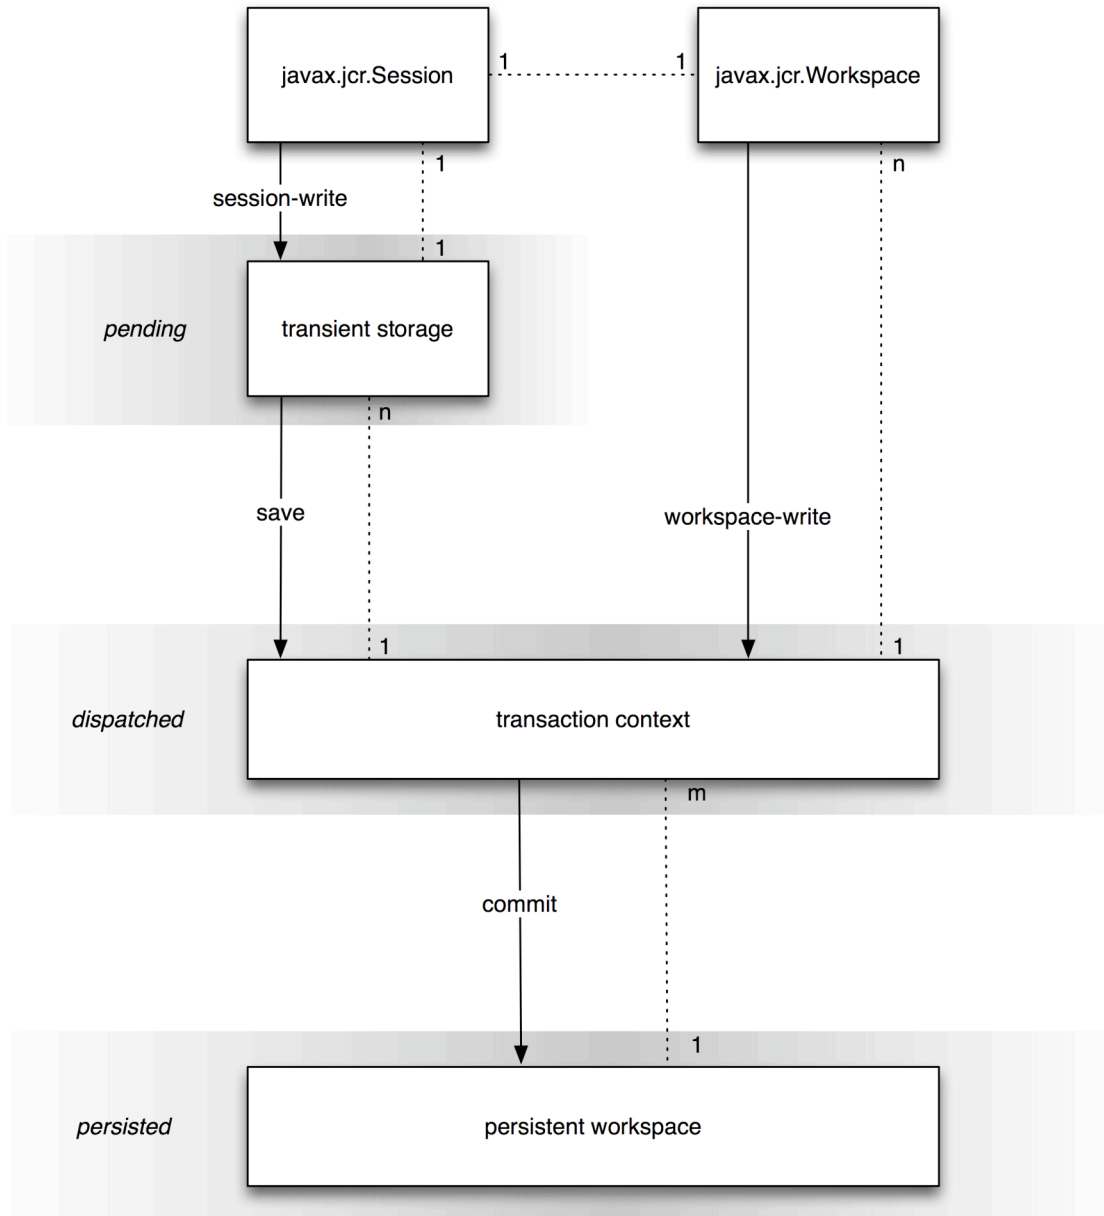 javax.jcr.Session
1
1
javax.jcr.Workspace
1
n
session-write
1
pending
transient storage
n
save
workspace-write
1
1
dispatched
transaction context
m
commit
1
persisted
persistent workspace